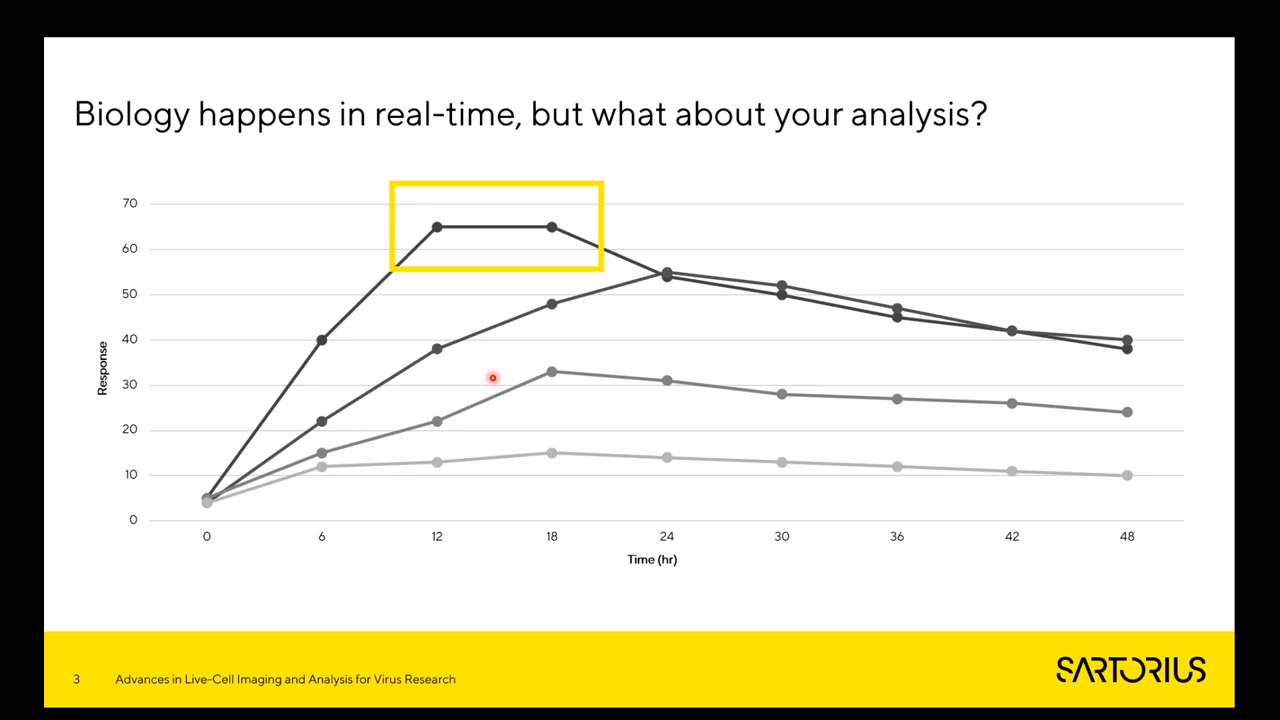 Biology happens in real-time, but what about your analysis?
70
60
50
40
30
20
10
0
Response
0 6 12 18 24 30 36 42 48
Time (hr)
3 Advances in Live-Cell Imaging and Analysis for Virus Research
SARTORIUS